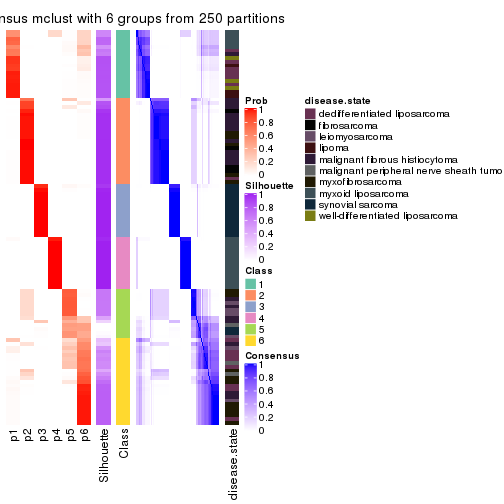 nsus mclust with 6 groups from 250 partitions
Prob
1
0.8
0.6
0.4
0.2
0
Silhouette
1
0.8
0.6
0.4
0.2
0
Class
1
2
3
4
5
6
Consensus
1
0.8
0.6
0.4
0.2
0
disease.state
dedifferentiated liposarcoma
fibrosarcoma
leiomyosarcoma
lipoma
malignant fibrous histiocytoma
malignant peripheral nerve sheath tumo
myxofibrosarcoma
myxoid liposarcoma
synovial sarcoma
well-differentiated liposarcoma
p1
p2
p3
p4
p5
p6
Silhouette
Class
disease.state